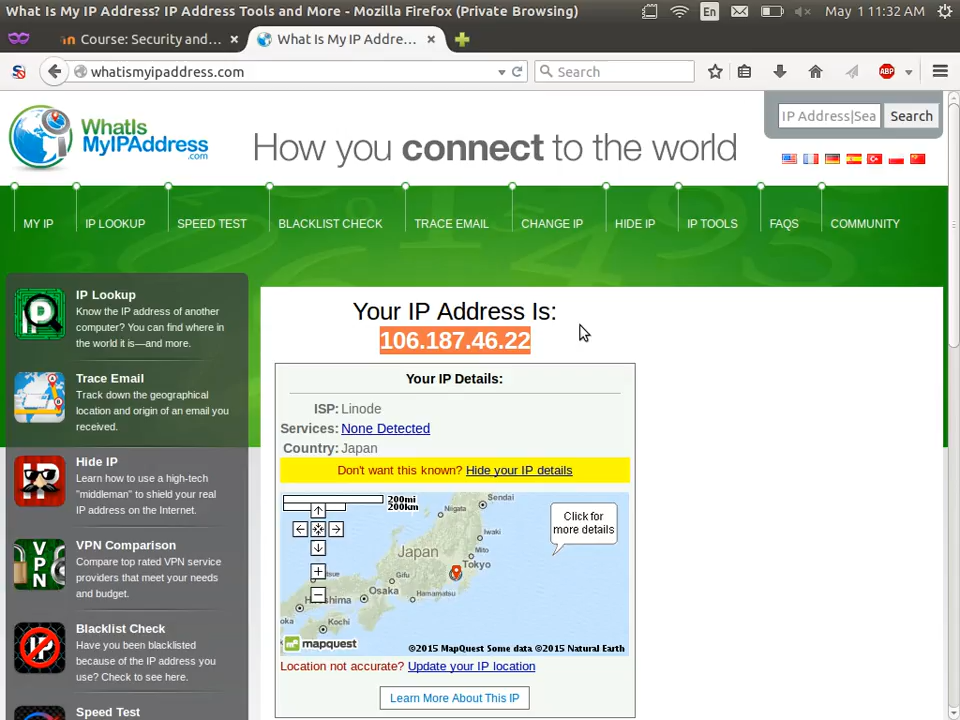 What Is My IP Address? IP Address Tools and More - Mozilla Firefox (Private Browsing)
En
May 1 11:32 AM
Course: Security and...
What Is My IP Addre...
whatismyipaddress.com
Search
ABP
WhatIs
MyIPAddress
.com
How you connect to the world
IP Address|Sea
Search
MY IP
IP LOOKUP
SPEED TEST
BLACKLIST CHECK
TRACE EMAIL
CHANGE IP
HIDE IP
IP TOOLS
FAQS
COMMUNITY
IP Lookup
Know the IP address of another
computer? You can find where in
the world it is—and more.
Trace Email
Track down the geographical
location and origin of an email you
received.
Hide IP
Learn how to use a high-tech
"middleman" to shield your real
IP address on the Internet.
VPN Comparison
Compare top rated VPN service
providers that meet your needs
and budget.
Blacklist Check
Have you been blacklisted
because of the IP address you
use? Check to see here.
Speed Test
IP
VPN
IP
Your IP Address Is:
106.187.46.22
Your IP Details:
ISP: Linode
Services: None Detected
Country: Japan
Don't want this known? Hide your IP details
200mi
200km
Sendai
Niigata
Iwaki
Mito
Japan
Tokyo
Gifu
Osaka
Hamamatsu
Kochi
Click for
more details
mapquest
©2015 MapQuest Some data ©2015 Natural Earth
Location not accurate? Update your IP location
Learn More About This IP